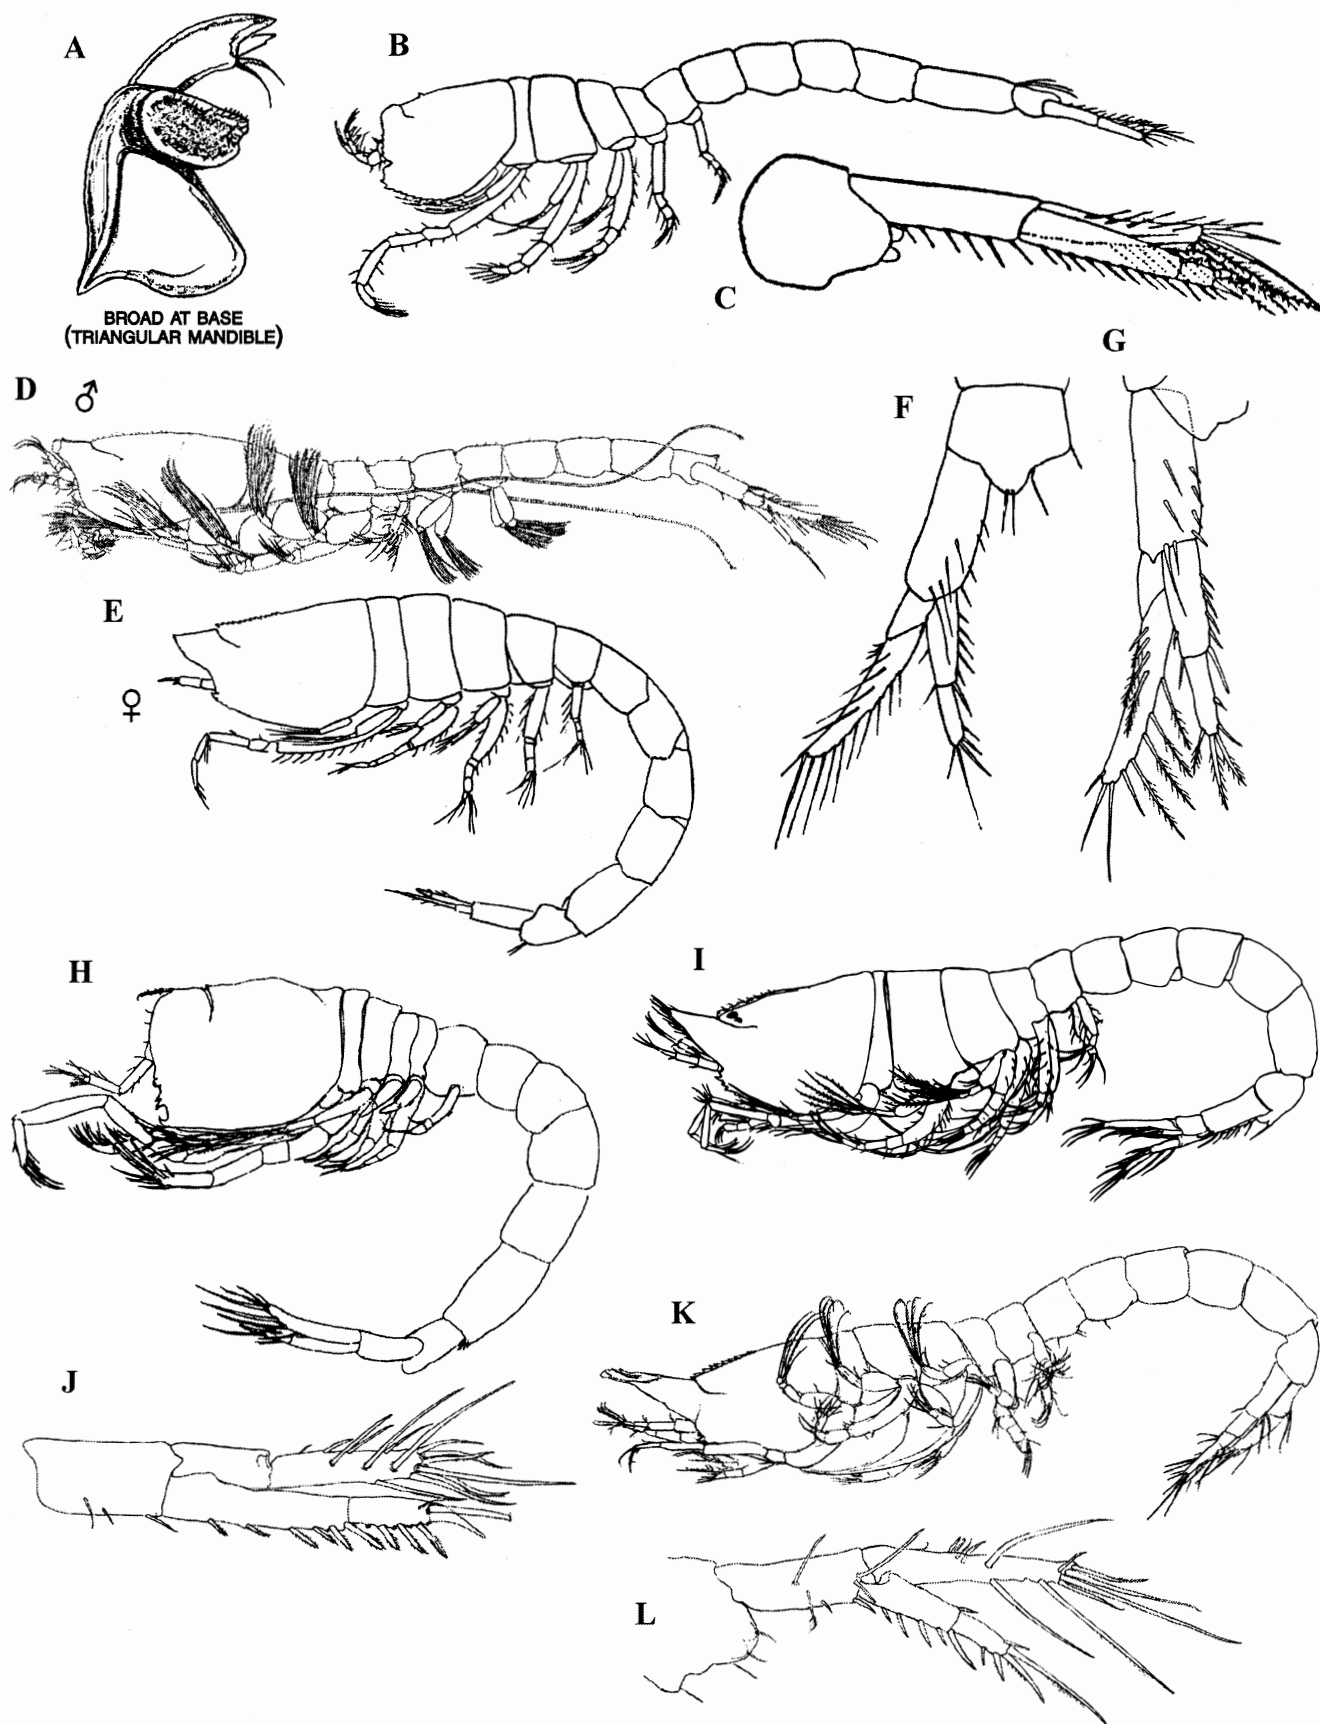 A
B
BROAD AT BASE
(TRIANGULAR MANDIBLE)
C
G
D ♂
F
E
♀
H
I
K
J
L